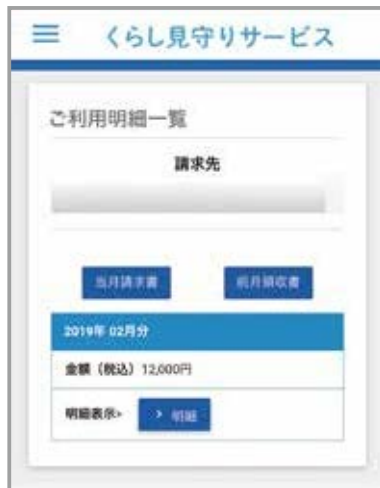 くらし見守りサービス
ご利用明細一覧
請求先
当月請求書
前月領収書
2019年 02月分
金額（税込）12,000円
明細表示>
> 明細